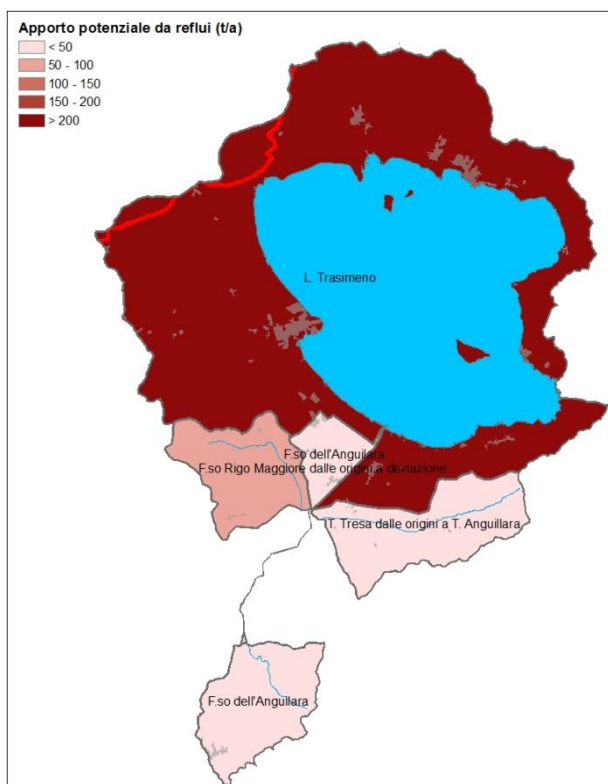 Apporto potenziale da reflui (t/a)
< 50
50 - 100
100 - 150
150 - 200
> 200
L. Trasimeno
F.so dell'Anguillara
F.so Rigo Maggiore dalle origini a deviazione
T. Tresa dalle origini a T. Anguillara
F.so dell'Anguillara